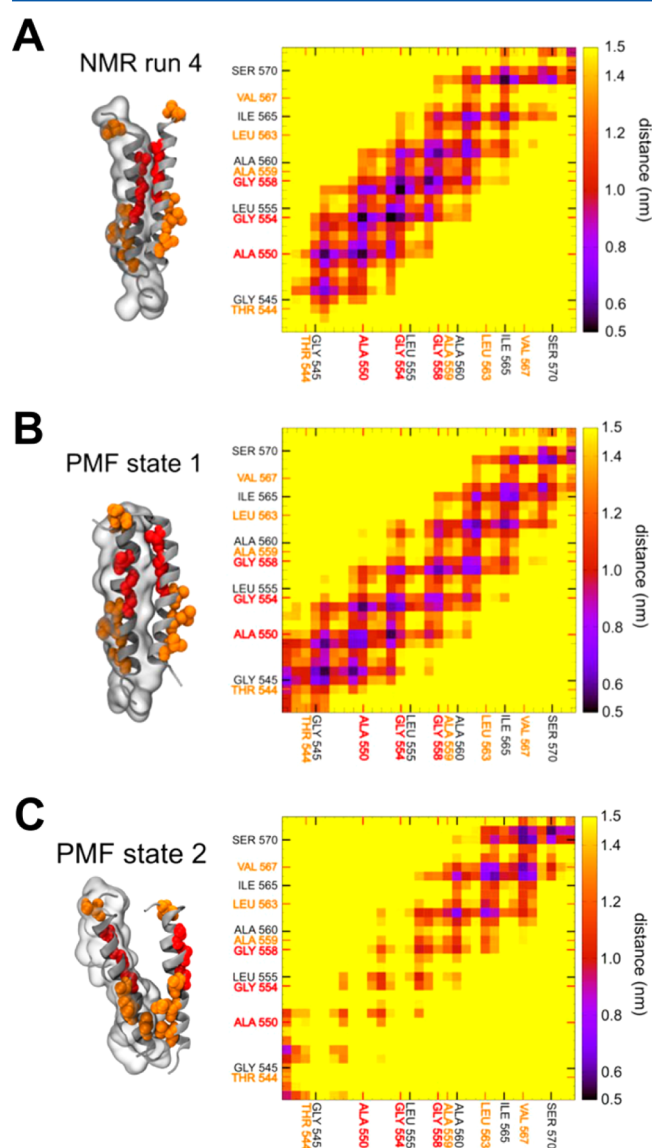 A
NMR run 4
SER 570
VAL 567
ILE 565
LEU 563
ALA 560
ALA 559
GLY 558
LEU 555
GLY 554
ALA 550
GLY 545
THR 544
THR 544
GLY 545
ALA 550
GLY 554
LEU 555
GLY 558
ALA 559
ALA 560
LEU 563
ILE 565
VAL 567
SER 570
1.5
1.4
1.2
1.0
0.8
0.6
0.5
distance (nm)
B
PMF state 1
SER 570
VAL 567
ILE 565
LEU 563
ALA 560
ALA 559
GLY 558
LEU 555
GLY 554
ALA 550
GLY 545
THR 544
THR 544
GLY 545
ALA 550
GLY 554
LEU 555
GLY 558
ALA 559
ALA 560
LEU 563
ILE 565
VAL 567
SER 570
1.5
1.4
1.2
1.0
0.8
0.6
0.5
distance (nm)
C
PMF state 2
SER 570
VAL 567
ILE 565
LEU 563
ALA 560
ALA 559
GLY 558
LEU 555
GLY 554
ALA 550
GLY 545
THR 544
THR 544
GLY 545
ALA 550
GLY 554
LEU 555
GLY 558
ALA 559
ALA 560
LEU 563
ILE 565
VAL 567
SER 570
1.5
1.4
1.2
1.0
0.8
0.6
0.5
distance (nm)